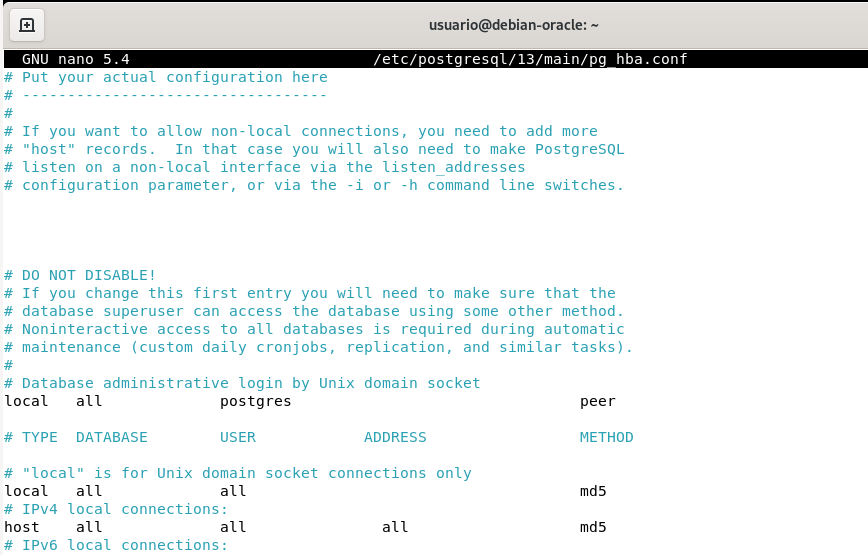 usuario@debian-oracle: ~
GNU nano 5.4 /etc/postgresql/13/main/pg_hba.conf
# Put your actual configuration here
# ----------------------------------
#
# If you want to allow non-local connections, you need to add more
# "host" records.  In that case you will also need to make PostgreSQL
# listen on a non-local interface via the listen_addresses
# configuration parameter, or via the -i or -h command line switches.
# DO NOT DISABLE!
# If you change this first entry you will need to make sure that the
# database superuser can access the database using some other method.
# Noninteractive access to all databases is required during automatic
# maintenance (custom daily cronjobs, replication, and similar tasks).
#
# Database administrative login by Unix domain socket
local   all             postgres                                peer
# TYPE  DATABASE        USER            ADDRESS                 METHOD
# "local" is for Unix domain socket connections only
local   all             all                                     md5
# IPv4 local connections:
host    all             all               all                   md5
# IPv6 local connections: